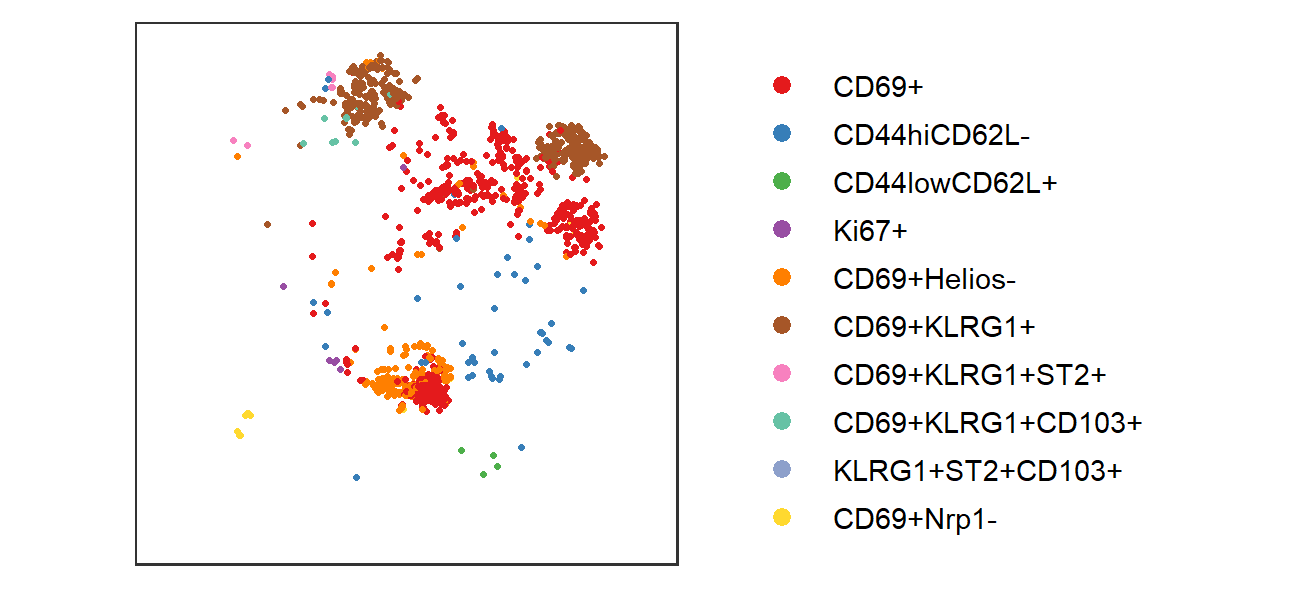 CD69+
CD44hiCD62L-
CD44lowCD62L+
Ki67+
CD69+Helios-
CD69+KLRG1+
CD69+KLRG1+ST2+
CD69+KLRG1+CD103+
KLRG1+ST2+CD103+
CD69+Nrp1-